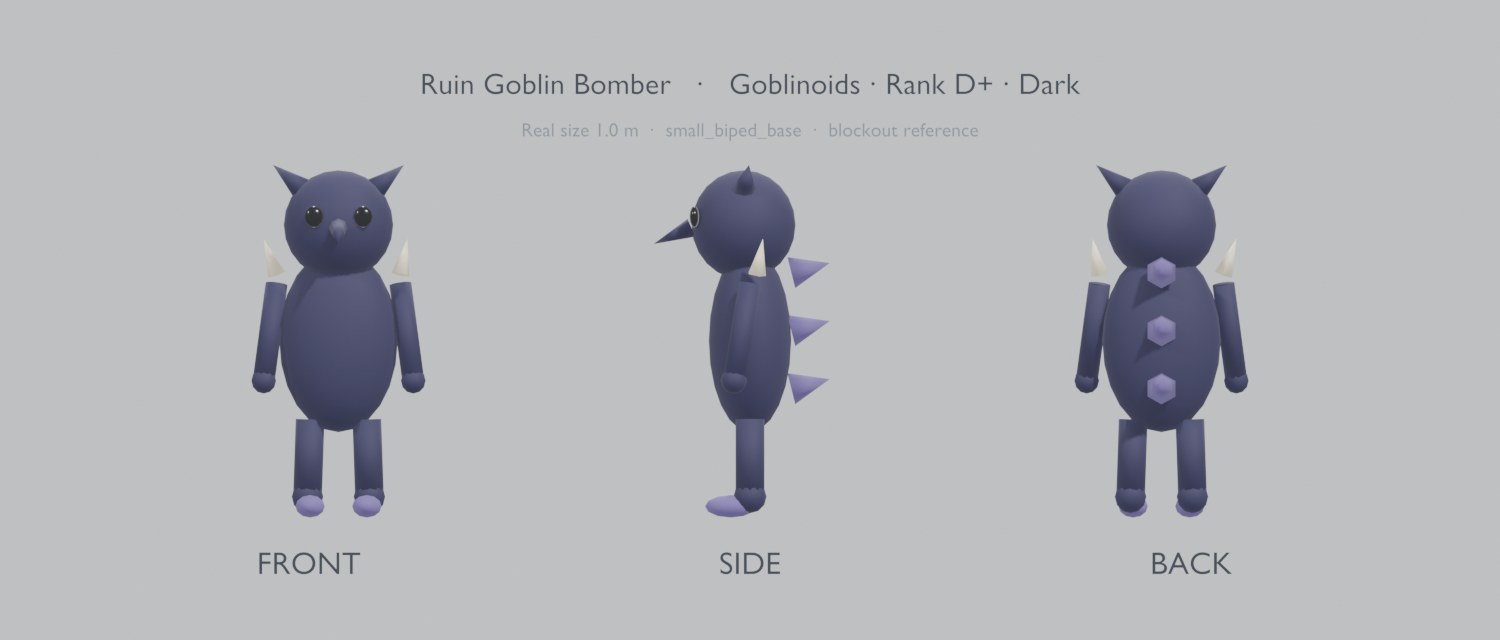 Ruin Goblin Bomber · Goblinoids · Rank D+ · Dark
Real size 1.0 m · small_biped_base · blockout reference
FRONT SIDE BACK